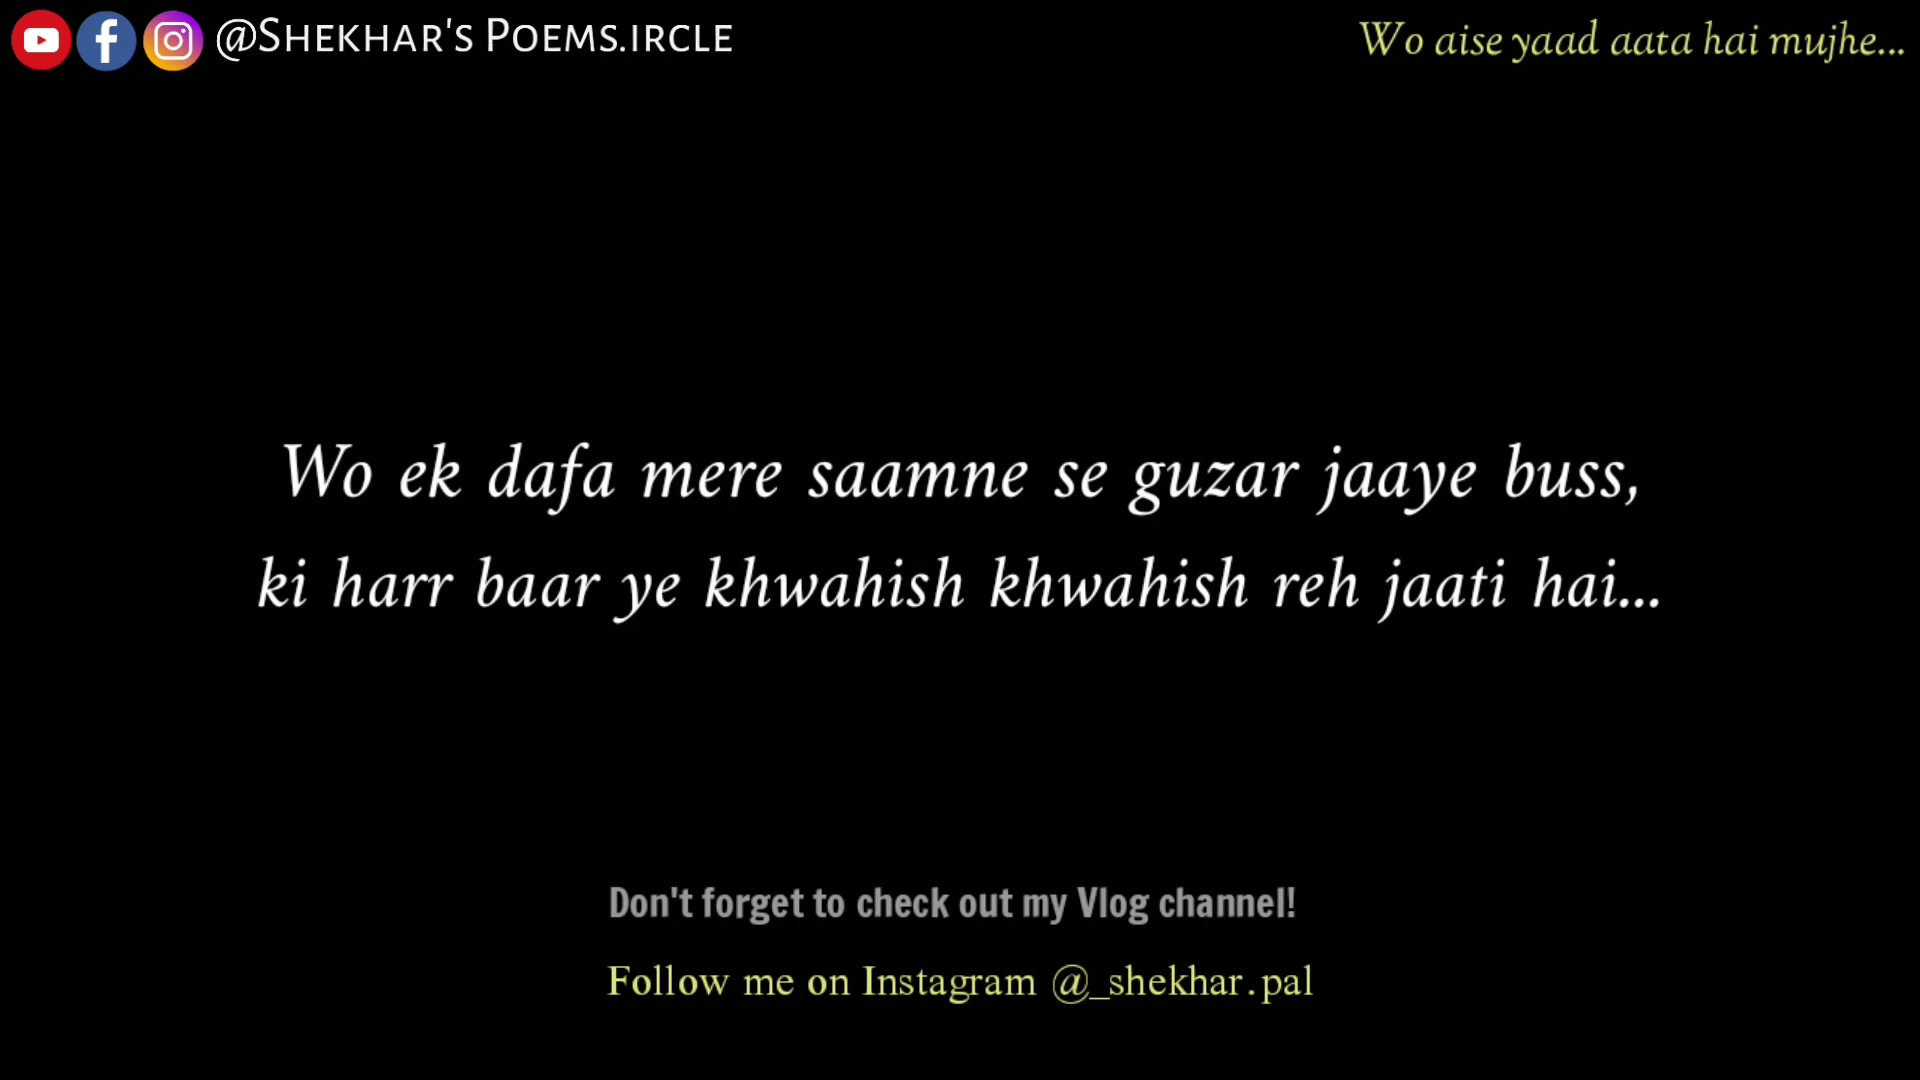 @Shekhar's Poems.ircle
Wo aise yaad aata hai mujhe...
Wo ek dafa mere saamne se guzar jaaye buss,
ki harr baar ye khwahish khwahish reh jaati hai...
Don't forget to check out my Vlog channel!
Follow me on Instagram @_shekhar.pal